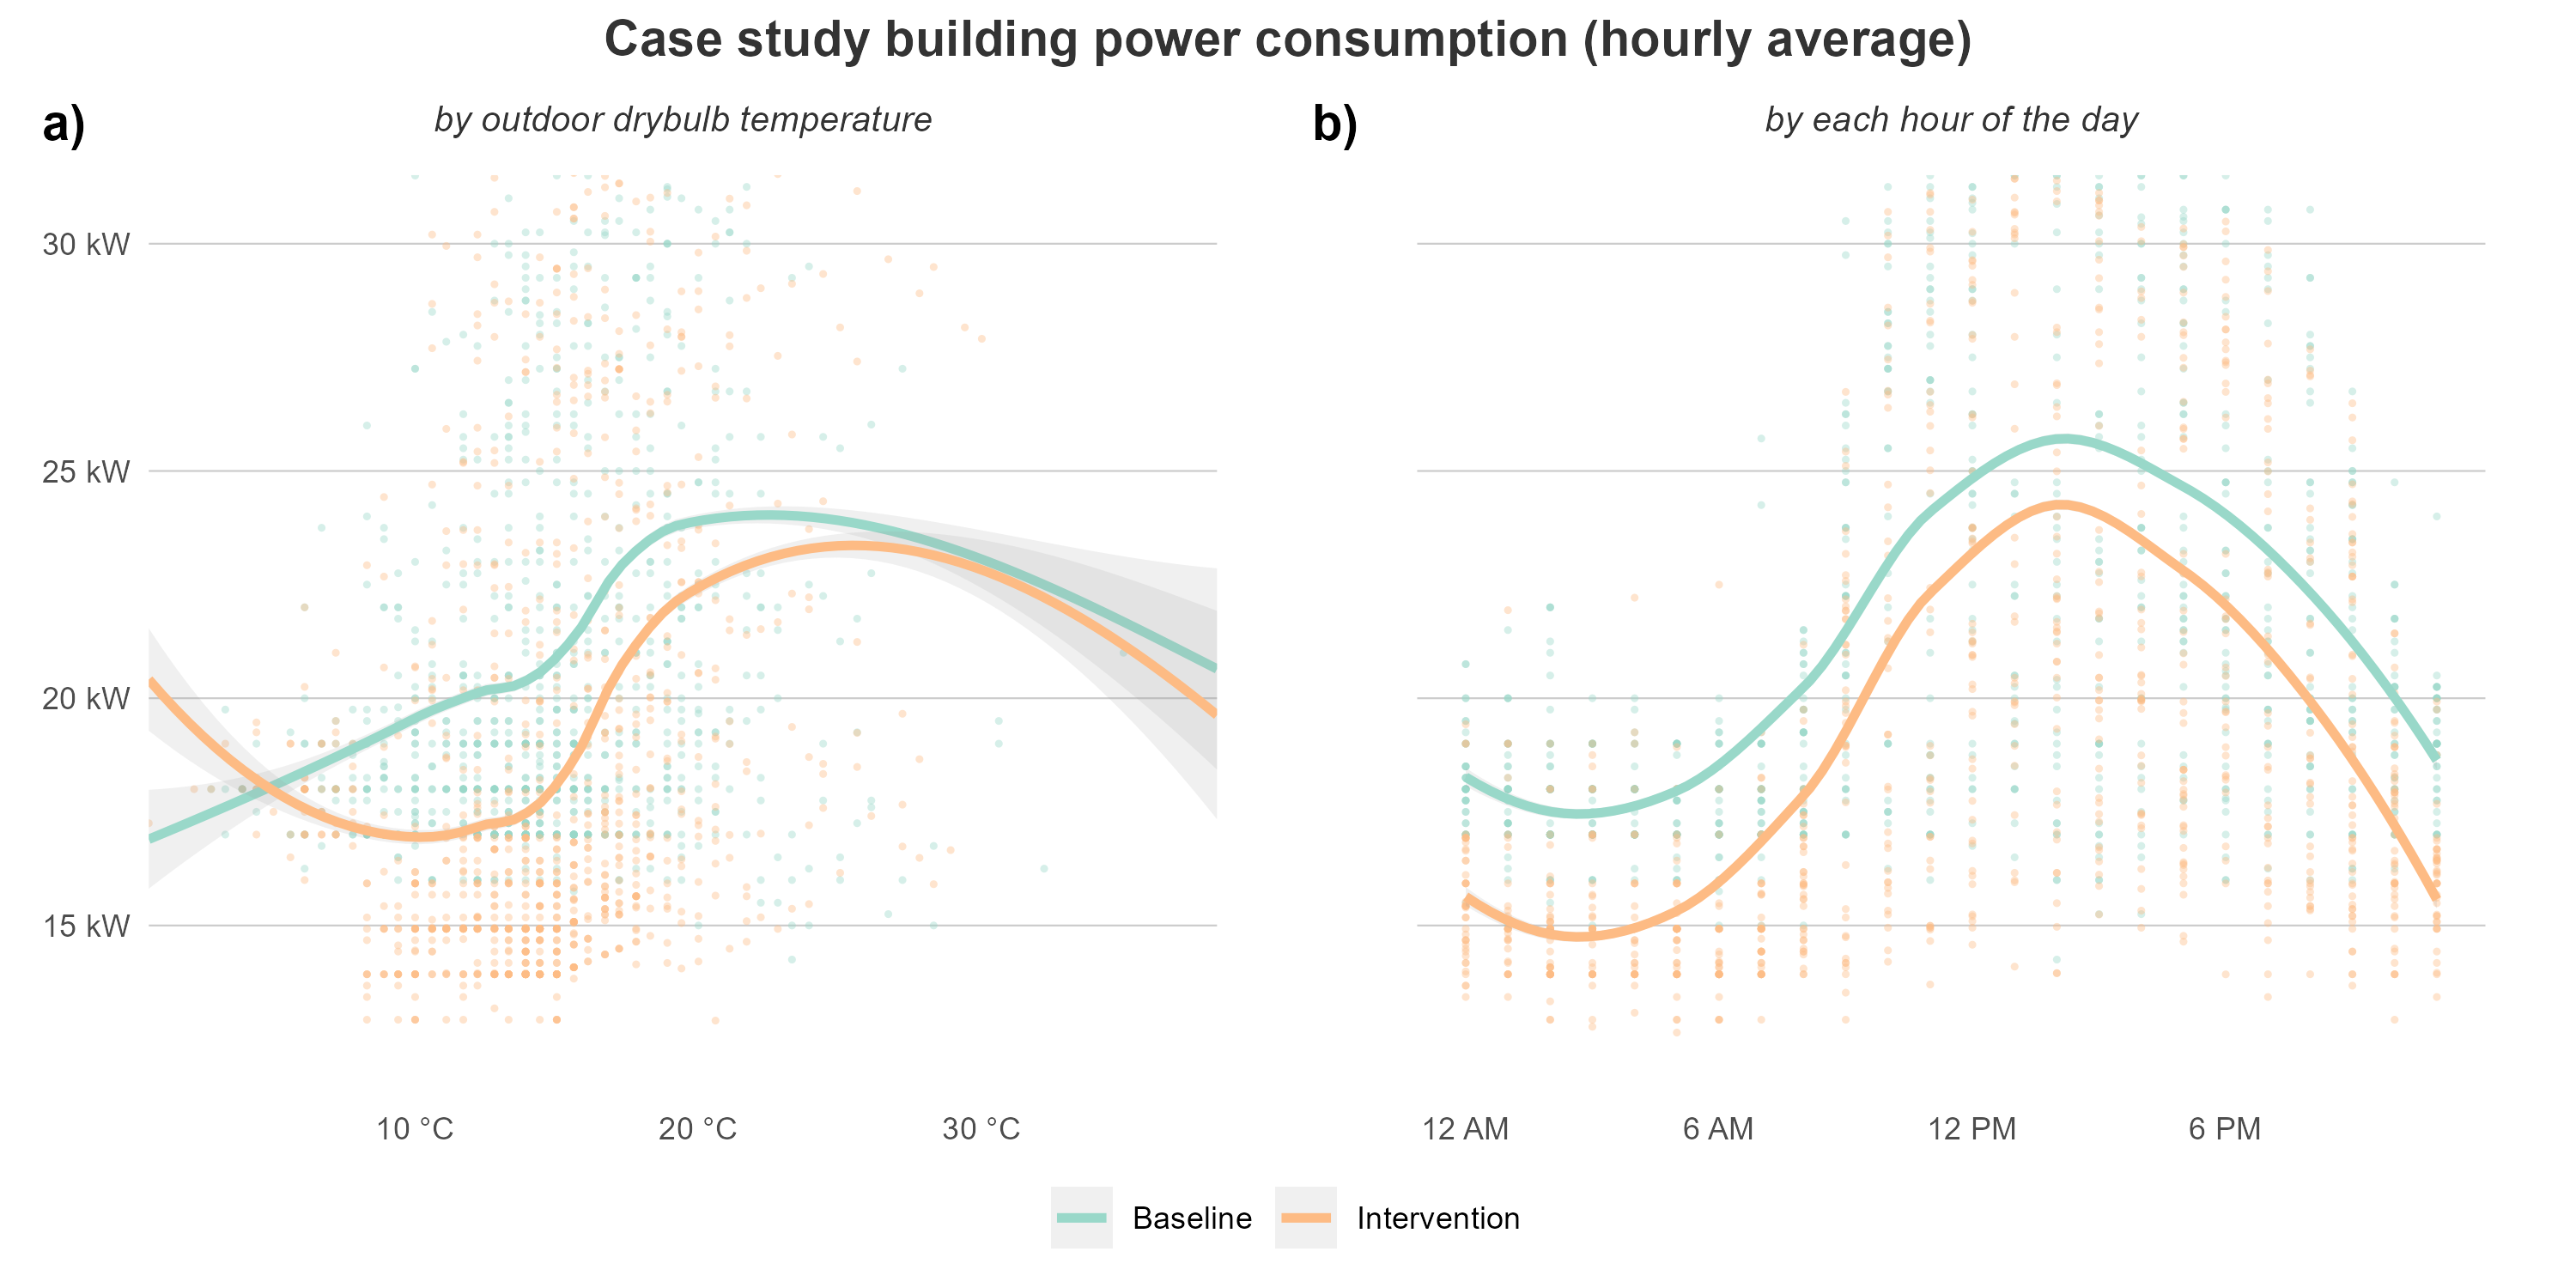 Case study building power consumption (hourly average)
a)
by outdoor drybulb temperature
b)
by each hour of the day
30 kW
25 kW
20 kW
15 kW
10 °C
20 °C
30 °C
12 AM
6 AM
12 PM
6 PM
Baseline
Intervention